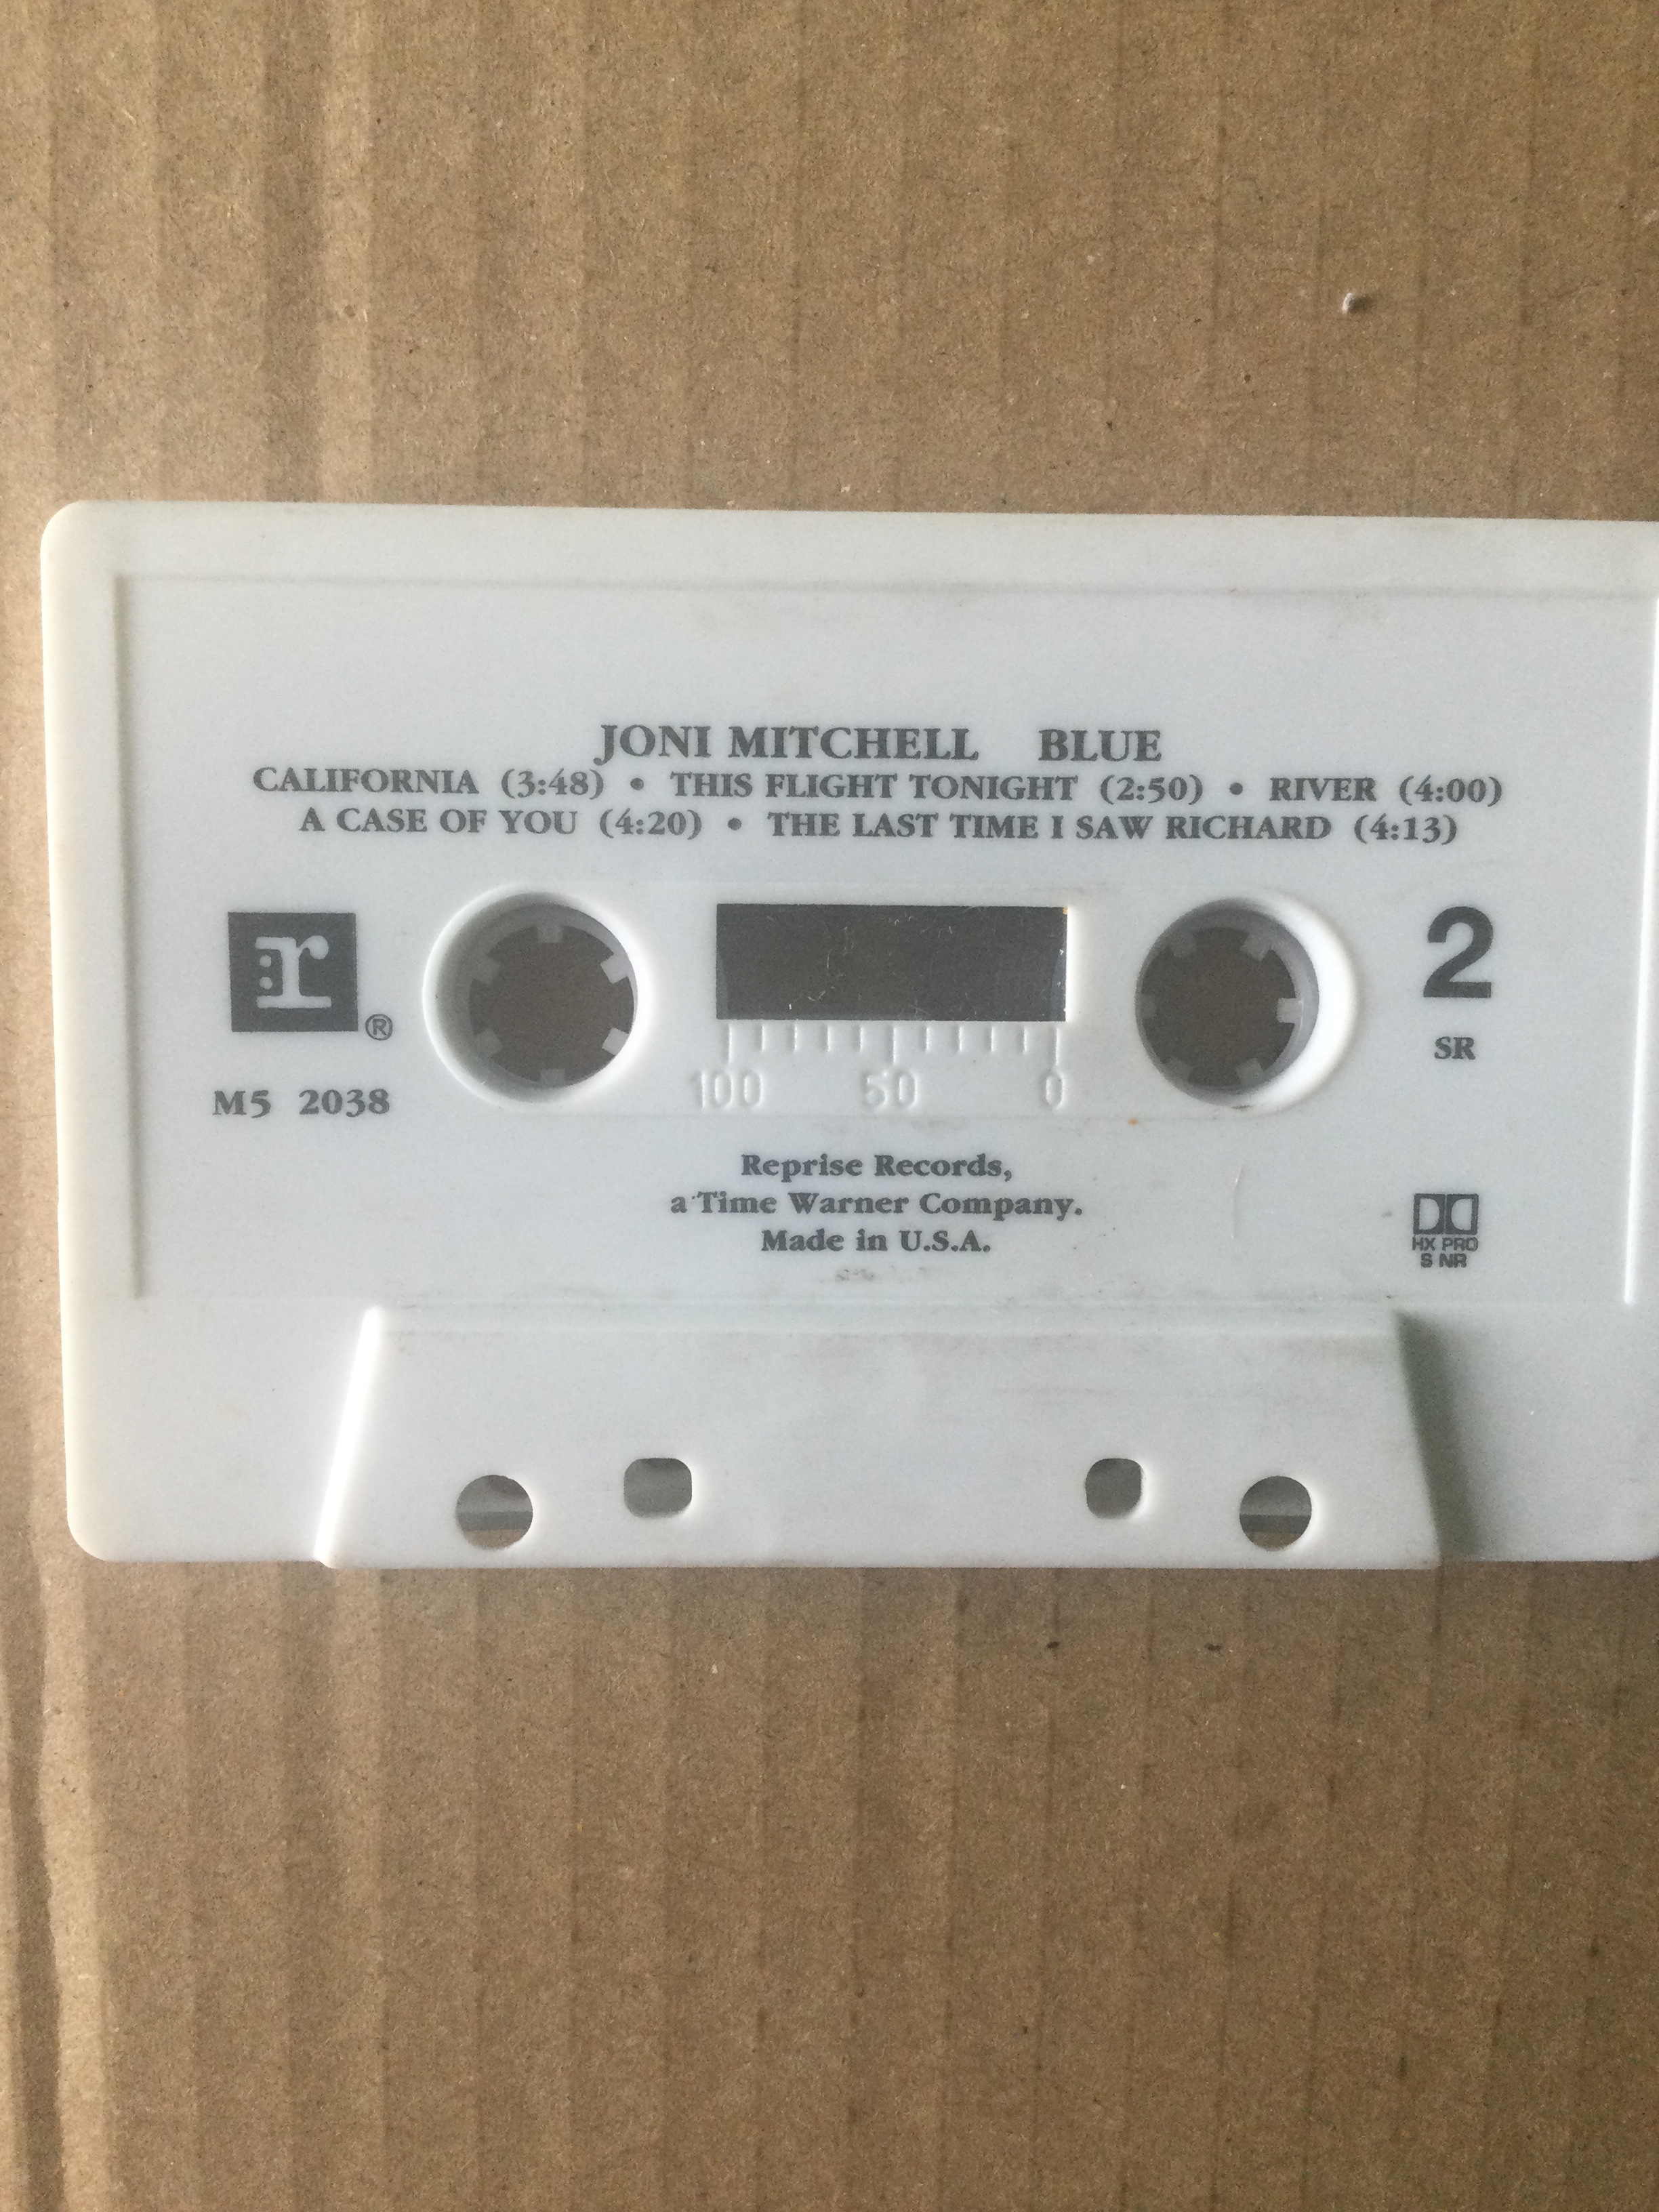 JONI MITCHELL BLUE
CALIFORNIA (3:48) • THIS FLIGHT TONIGHT (2:50) • RIVER (4:00)
A CASE OF YOU (4:20) • THE LAST TIME I SAW RICHARD (4:13)
:r
®
2
SR
M5 2038
100 50 0
Reprise Records,
a Time Warner Company.
Made in U.S.A.
HX PRO
S NR